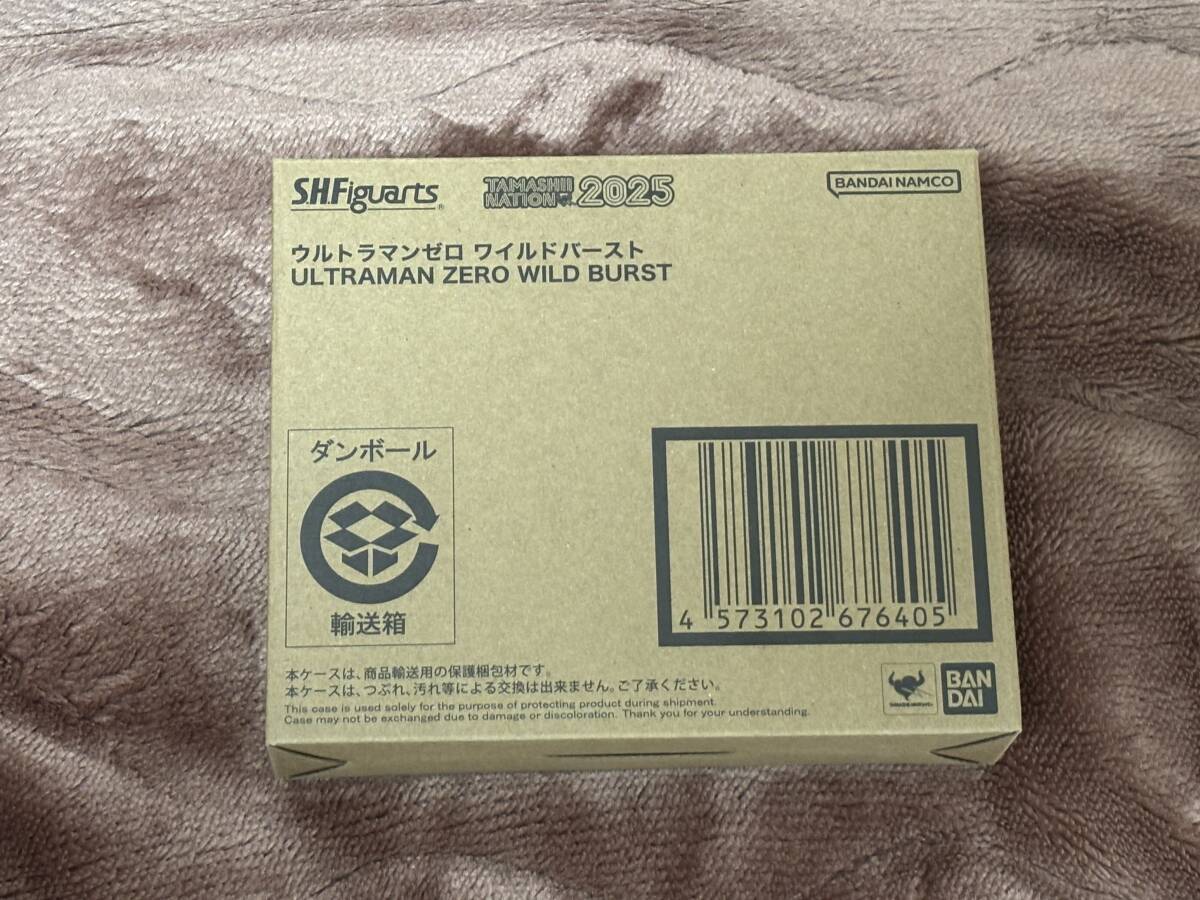 S.H.Figuarts®
TAMASHII NATION 2025
BANDAI NAMCO
ウルトラマンゼロ ワイルドバースト
ULTRAMAN ZERO WILD BURST
ダンボール
輸送箱
4 573102 676405
本ケースは、商品輸送用の保護梱包材です。
本ケースは、つぶれ、汚れ等による交換は出来ません。ご了承ください。
This case is used solely for the purpose of protecting product during shipment.
Case may not be exchanged due to damage or discoloration. Thank you for your understanding.
BAN
DAI